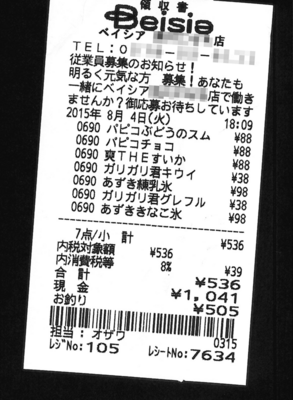 領収書
Beisia
ベイシア 店
TEL:0 - -
従業員募集のお知らせ!
明るく元気な方 募集!あなたも
一緒にベイシア 店で働き
ませんか?御応募お待ちしています
2015年 8月 4日(火) 18:09
0690 パピコぶどうのスム ¥88
0690 パピコチョコ ¥88
0690 爽THEすいか ¥88
0690 ガリガリ君キウイ ¥38
0690 あずき練乳氷 ¥98
0690 ガリガリ君グレフル ¥38
0690 あずききなこ氷 ¥98
7点/小 計 ¥536
内税対象額 ¥536
内消費税等 8% ¥39
合 計 ¥536
現 金 ¥1,041
お釣り ¥505
0315
担当:オザワ
レジNo:105 レシートNo:7634